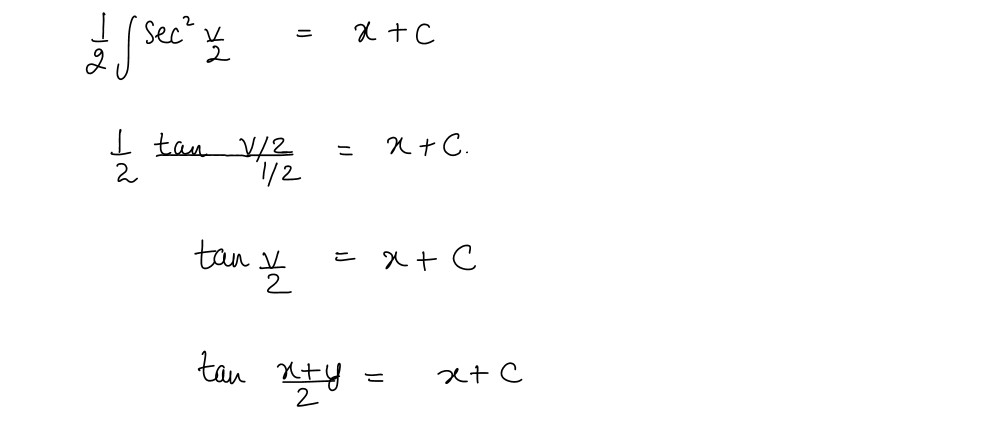 1/2 ∫ sec² v/2 = x + c
1/2 (tan v/2)/(1/2) = x + C.
tan v/2 = x + C
tan (x+y)/2 = x + C